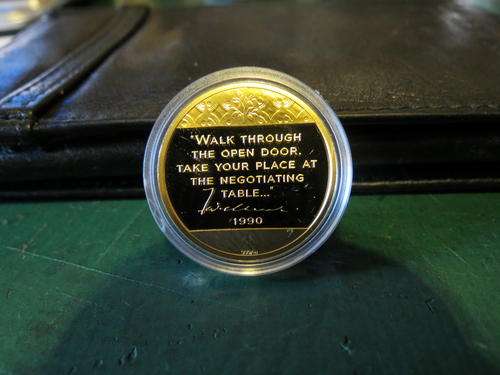 "WALK THROUGH
THE OPEN DOOR.
TAKE YOUR PLACE AT
THE NEGOTIATING
TABLE..."
1990